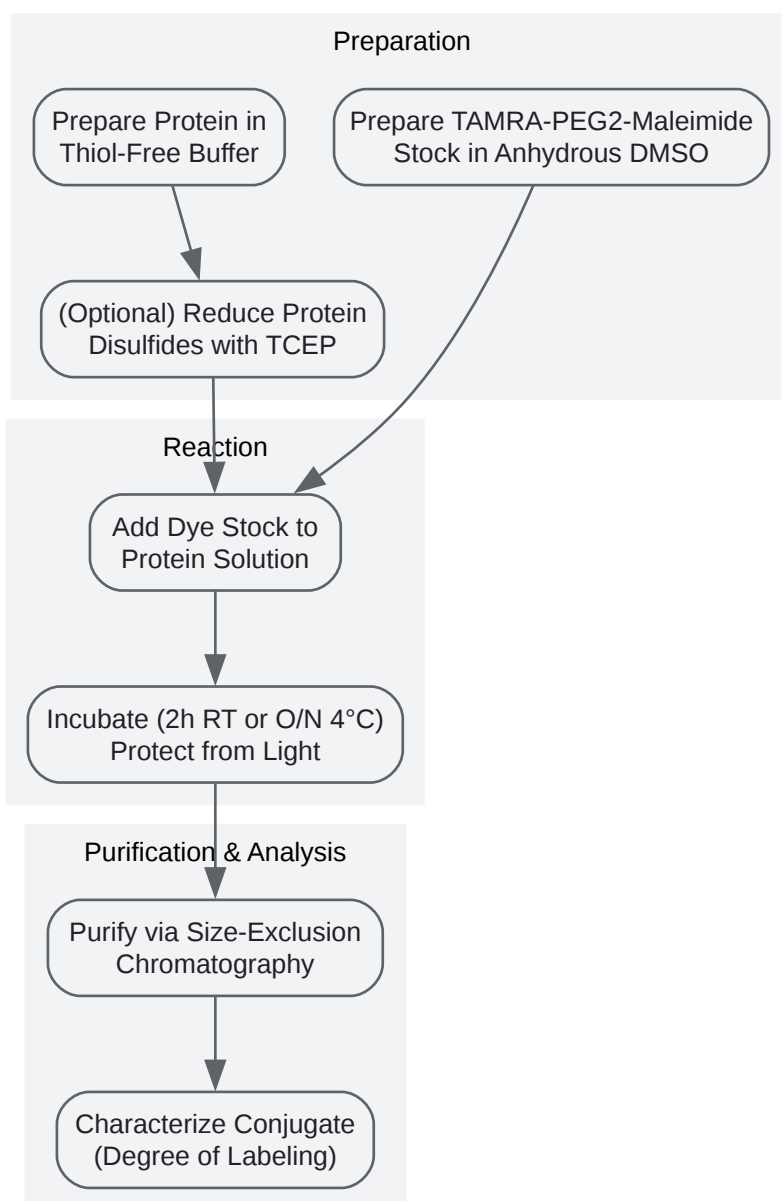 Preparation
Prepare Protein in
Thiol-Free Buffer
Prepare TAMRA-PEG2-Maleimide
Stock in Anhydrous DMSO
(Optional) Reduce Protein
Disulfides with TCEP
Reaction
Add Dye Stock to
Protein Solution
Incubate (2h RT or O/N 4°C)
Protect from Light
Purification & Analysis
Purify via Size-Exclusion
Chromatography
Characterize Conjugate
(Degree of Labeling)